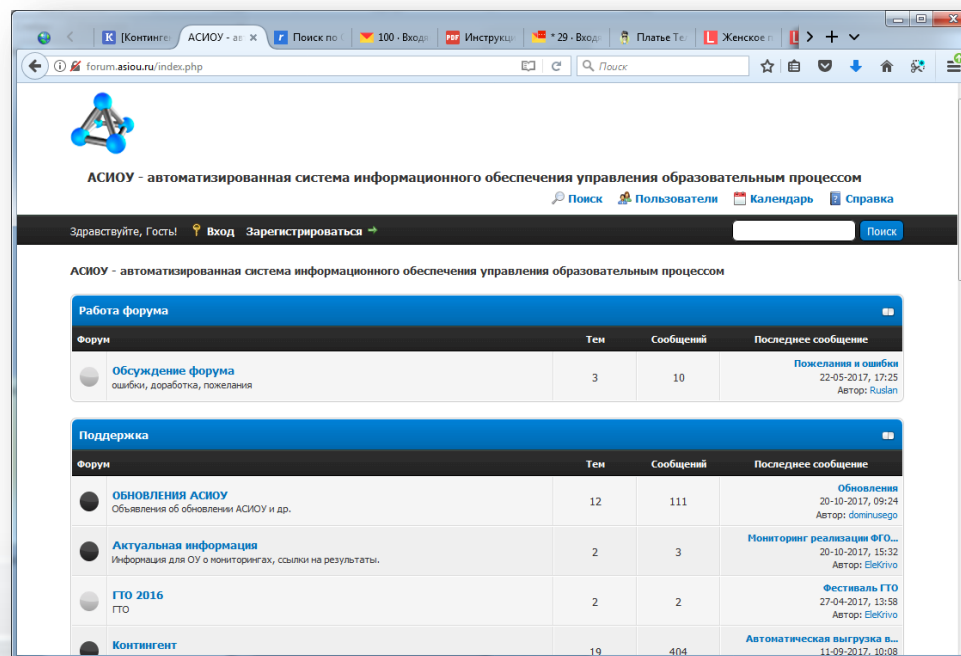 [Континге
АСИОУ - ав
Поиск по (
100 · Входя
PDF Инструкци
* 29 · Входя
Платье Те
Женское п
forum.asiou.ru/index.php
Поиск
АСИОУ - автоматизированная система информационного обеспечения управления образовательным процессом
Поиск Пользователи Календарь Справка
Здравствуйте, Гость! Вход Зарегистрироваться Поиск
АСИОУ - автоматизированная система информационного обеспечения управления образовательным процессом
Работа форума
Форум Тем Сообщений Последнее сообщение
Обсуждение форума
ошибки, доработка, пожелания
3 10
Пожелания и ошибки
22-05-2017, 17:25
Автор: Ruslan
Поддержка
Форум Тем Сообщений Последнее сообщение
ОБНОВЛЕНИЯ АСИОУ
Объявления об обновлении АСИОУ и др.
12 111
Обновления
20-10-2017, 09:24
Автор: dominusego
Актуальная информация
Информация для ОУ о мониторингах, ссылки на результаты.
2 3
Мониторинг реализации ФГО...
20-10-2017, 15:32
Автор: EleKrivo
ГТО 2016
ГТО
2 2
Фестиваль ГТО
27-04-2017, 13:58
Автор: EleKrivo
Контингент
19 404
Автоматическая выгрузка в...
11-09-2017, 10:08